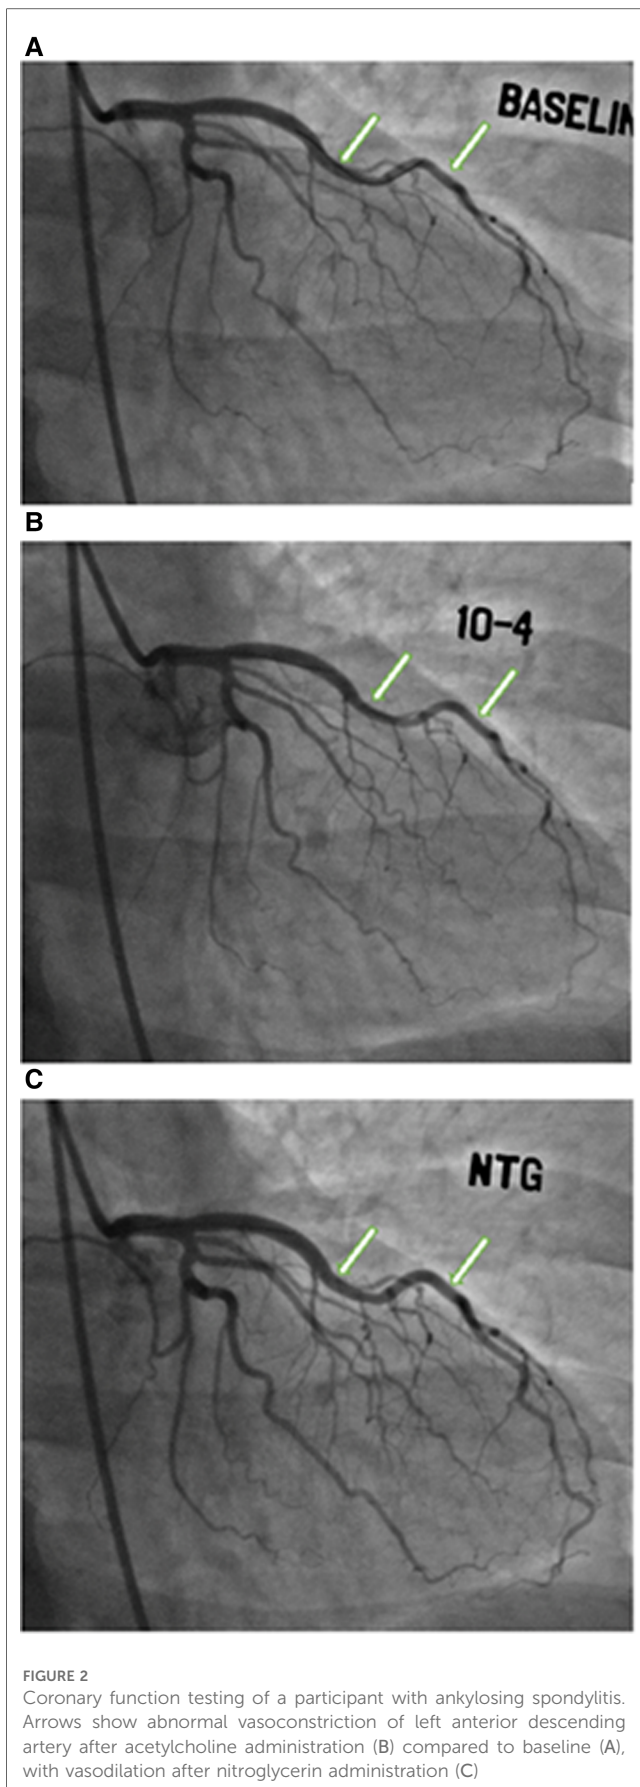 A
BASELIN
B
10-4
C
NTG
FIGURE 2
Coronary function testing of a participant with ankylosing spondylitis.
Arrows show abnormal vasoconstriction of left anterior descending
artery after acetylcholine administration (B) compared to baseline (A),
with vasodilation after nitroglycerin administration (C)